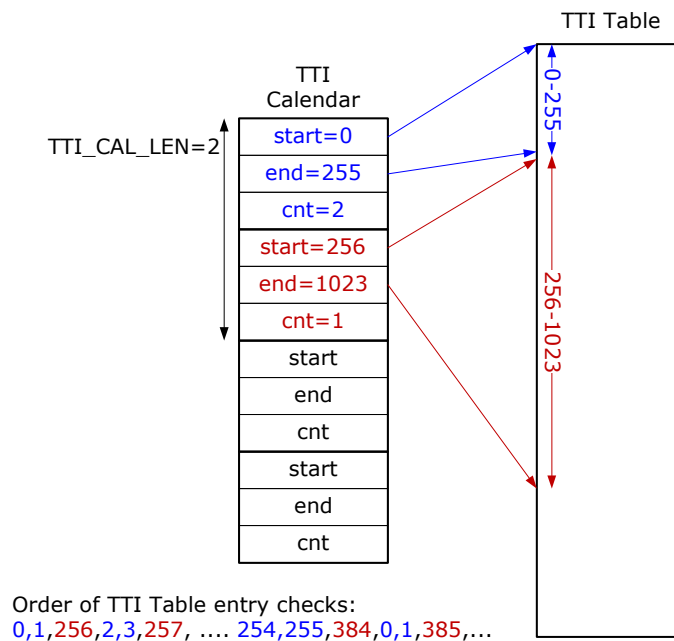 TTI Table
TTI
Calendar
TTI_CAL_LEN=2
start=0
end=255
cnt=2
start=256
end=1023
cnt=1
start
end
cnt
start
end
cnt
0-255
256-1023
Order of TTI Table entry checks:
0,1,256,2,3,257, .... 254,255,384,0,1,385,...